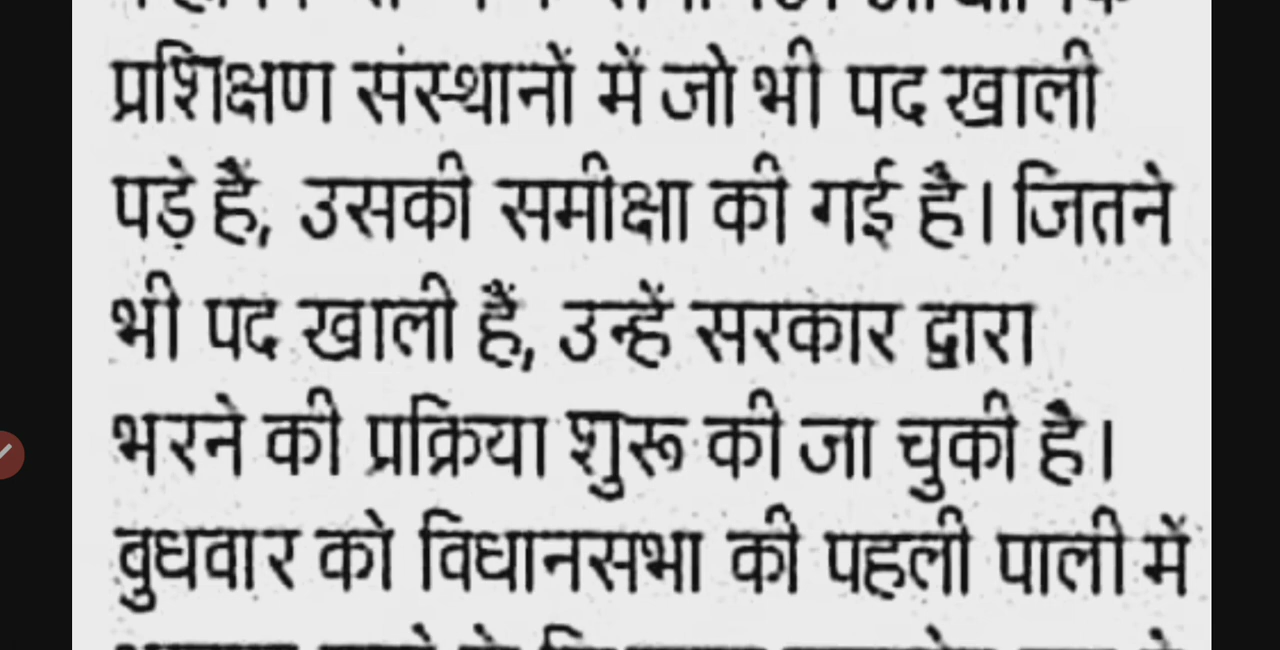 प्रशिक्षण संस्थानों में जो भी पद खाली
पड़े हैं, उसकी समीक्षा की गई है। जितने
भी पद खाली हैं, उन्हें सरकार द्वारा
भरने की प्रक्रिया शुरू की जा चुकी है।
बुधवार को विधानसभा की पहली पाली में